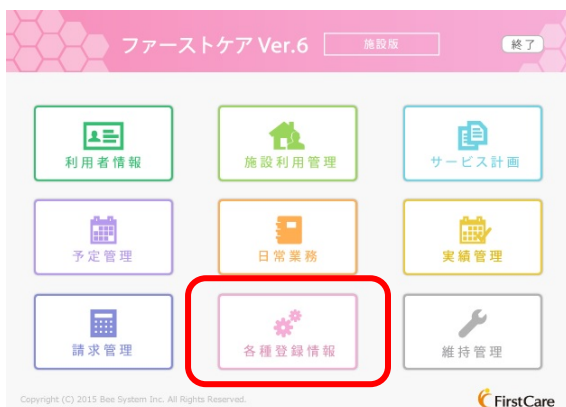 ファーストケア Ver.6 施設版 終了
利用者情報 施設利用管理 サービス計画
予定管理 日常業務 実績管理
請求管理 各種登録情報 維持管理
Copyright (C) 2015 Bee System Inc. All Rights Reserved. FirstCare